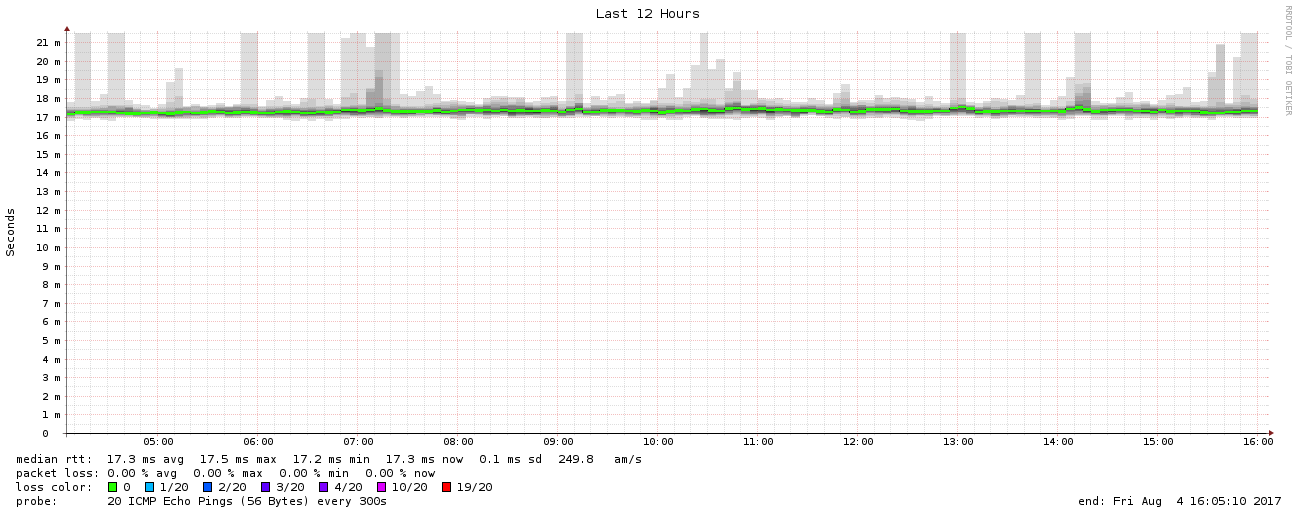 Last 12 Hours
RRDTOOL / TOBI OETIKER
Seconds
21 m
20 m
19 m
18 m
17 m
16 m
15 m
14 m
13 m
12 m
11 m
10 m
9 m
8 m
7 m
6 m
5 m
4 m
3 m
2 m
1 m
0
05:00 06:00 07:00 08:00 09:00 10:00 11:00 12:00 13:00 14:00 15:00 16:00
median rtt: 17.3 ms avg 17.5 ms max 17.2 ms min 17.3 ms now 0.1 ms sd 249.8 am/s
packet loss: 0.00 % avg 0.00 % max 0.00 % min 0.00 % now
loss color: 0 1/20 2/20 3/20 4/20 10/20 19/20
probe: 20 ICMP Echo Pings (56 Bytes) every 300s end: Fri Aug 4 16:05:10 2017